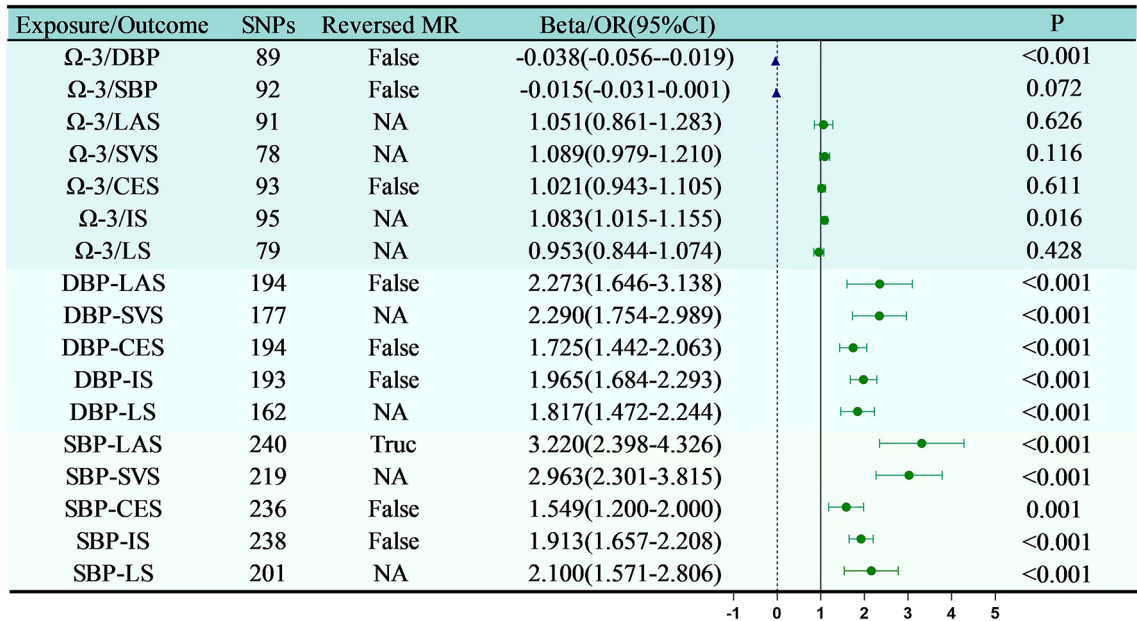 Exposure/Outcome SNPs Reversed MR Beta/OR(95%CI) P
Ω-3/DBP 89 False -0.038(-0.056--0.019) <0.001
Ω-3/SBP 92 False -0.015(-0.031-0.001) 0.072
Ω-3/LAS 91 NA 1.051(0.861-1.283) 0.626
Ω-3/SVS 78 NA 1.089(0.979-1.210) 0.116
Ω-3/CES 93 False 1.021(0.943-1.105) 0.611
Ω-3/IS 95 NA 1.083(1.015-1.155) 0.016
Ω-3/LS 79 NA 0.953(0.844-1.074) 0.428
DBP-LAS 194 False 2.273(1.646-3.138) <0.001
DBP-SVS 177 NA 2.290(1.754-2.989) <0.001
DBP-CES 194 False 1.725(1.442-2.063) <0.001
DBP-IS 193 False 1.965(1.684-2.293) <0.001
DBP-LS 162 NA 1.817(1.472-2.244) <0.001
SBP-LAS 240 Truc 3.220(2.398-4.326) <0.001
SBP-SVS 219 NA 2.963(2.301-3.815) <0.001
SBP-CES 236 False 1.549(1.200-2.000) 0.001
SBP-IS 238 False 1.913(1.657-2.208) <0.001
SBP-LS 201 NA 2.100(1.571-2.806) <0.001
-1 0 1 2 3 4 5